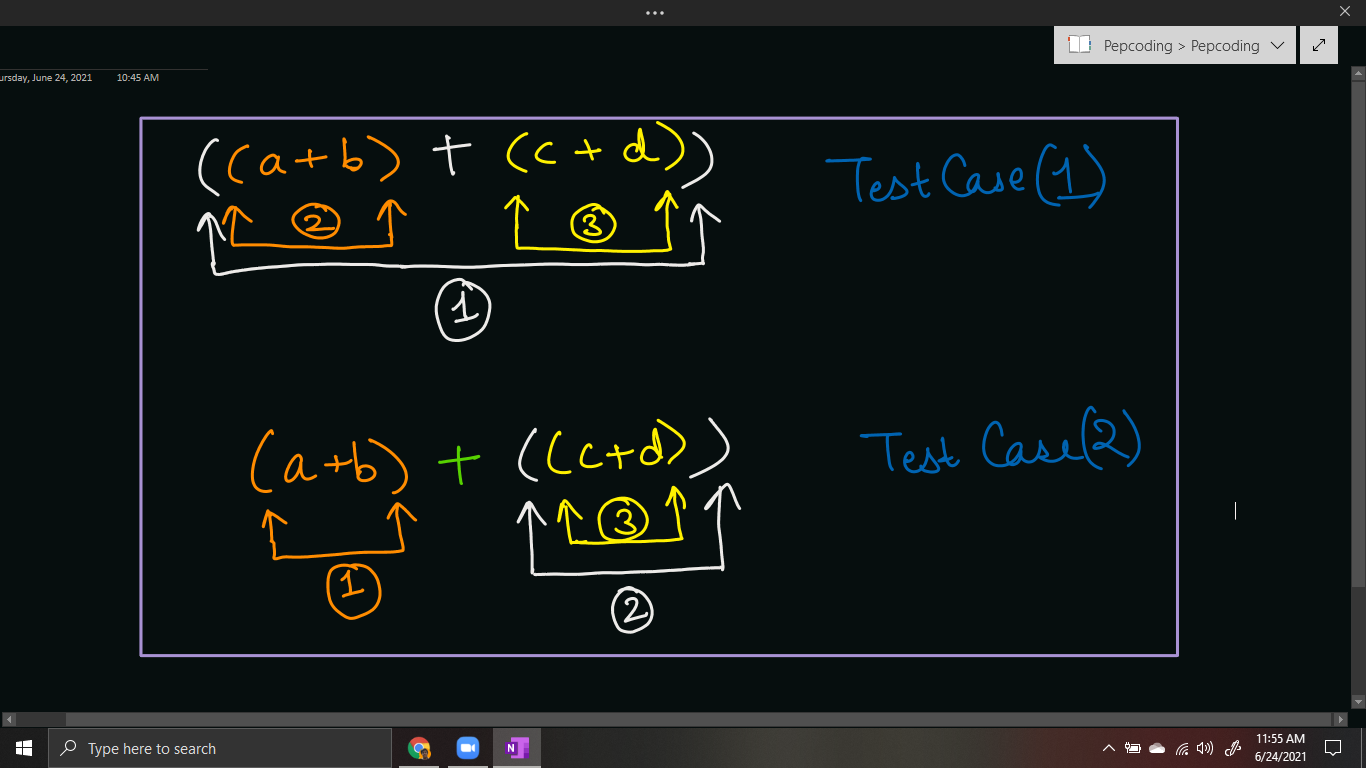 Pepcoding > Pepcoding
ursday, June 24, 2021 10:45 AM
((a+b) + (c + d)) Test Case (1)
2 3
1
(a+b) + ((c+d)) Test Case (2)
3
1 2
Type here to search
N
11:55 AM
6/24/2021